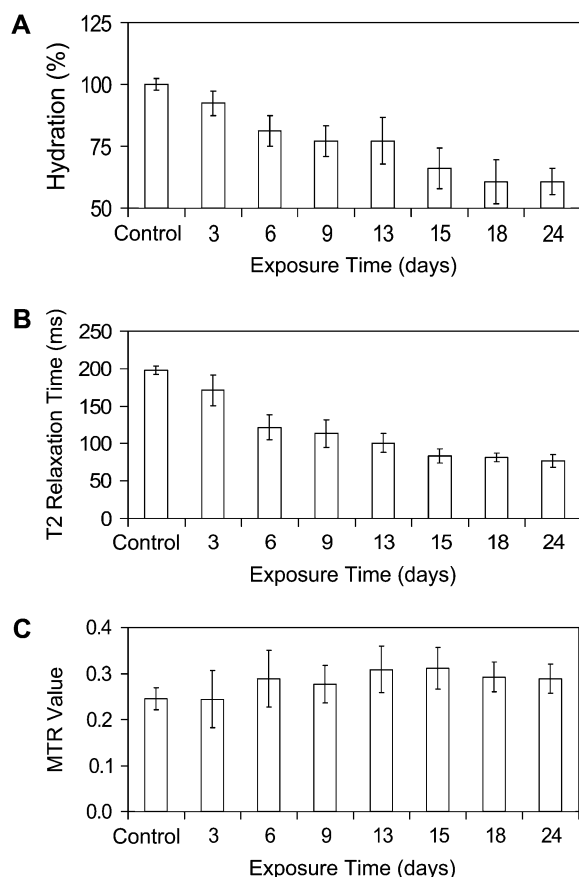 A
Hydration (%)
125
100
75
50
Control 3 6 9 13 15 18 24
Exposure Time (days)
B
T2 Relaxation Time (ms)
250
200
150
100
50
0
Control 3 6 9 13 15 18 24
Exposure Time (days)
C
MTR Value
0.4
0.3
0.2
0.1
0.0
Control 3 6 9 13 15 18 24
Exposure Time (days)